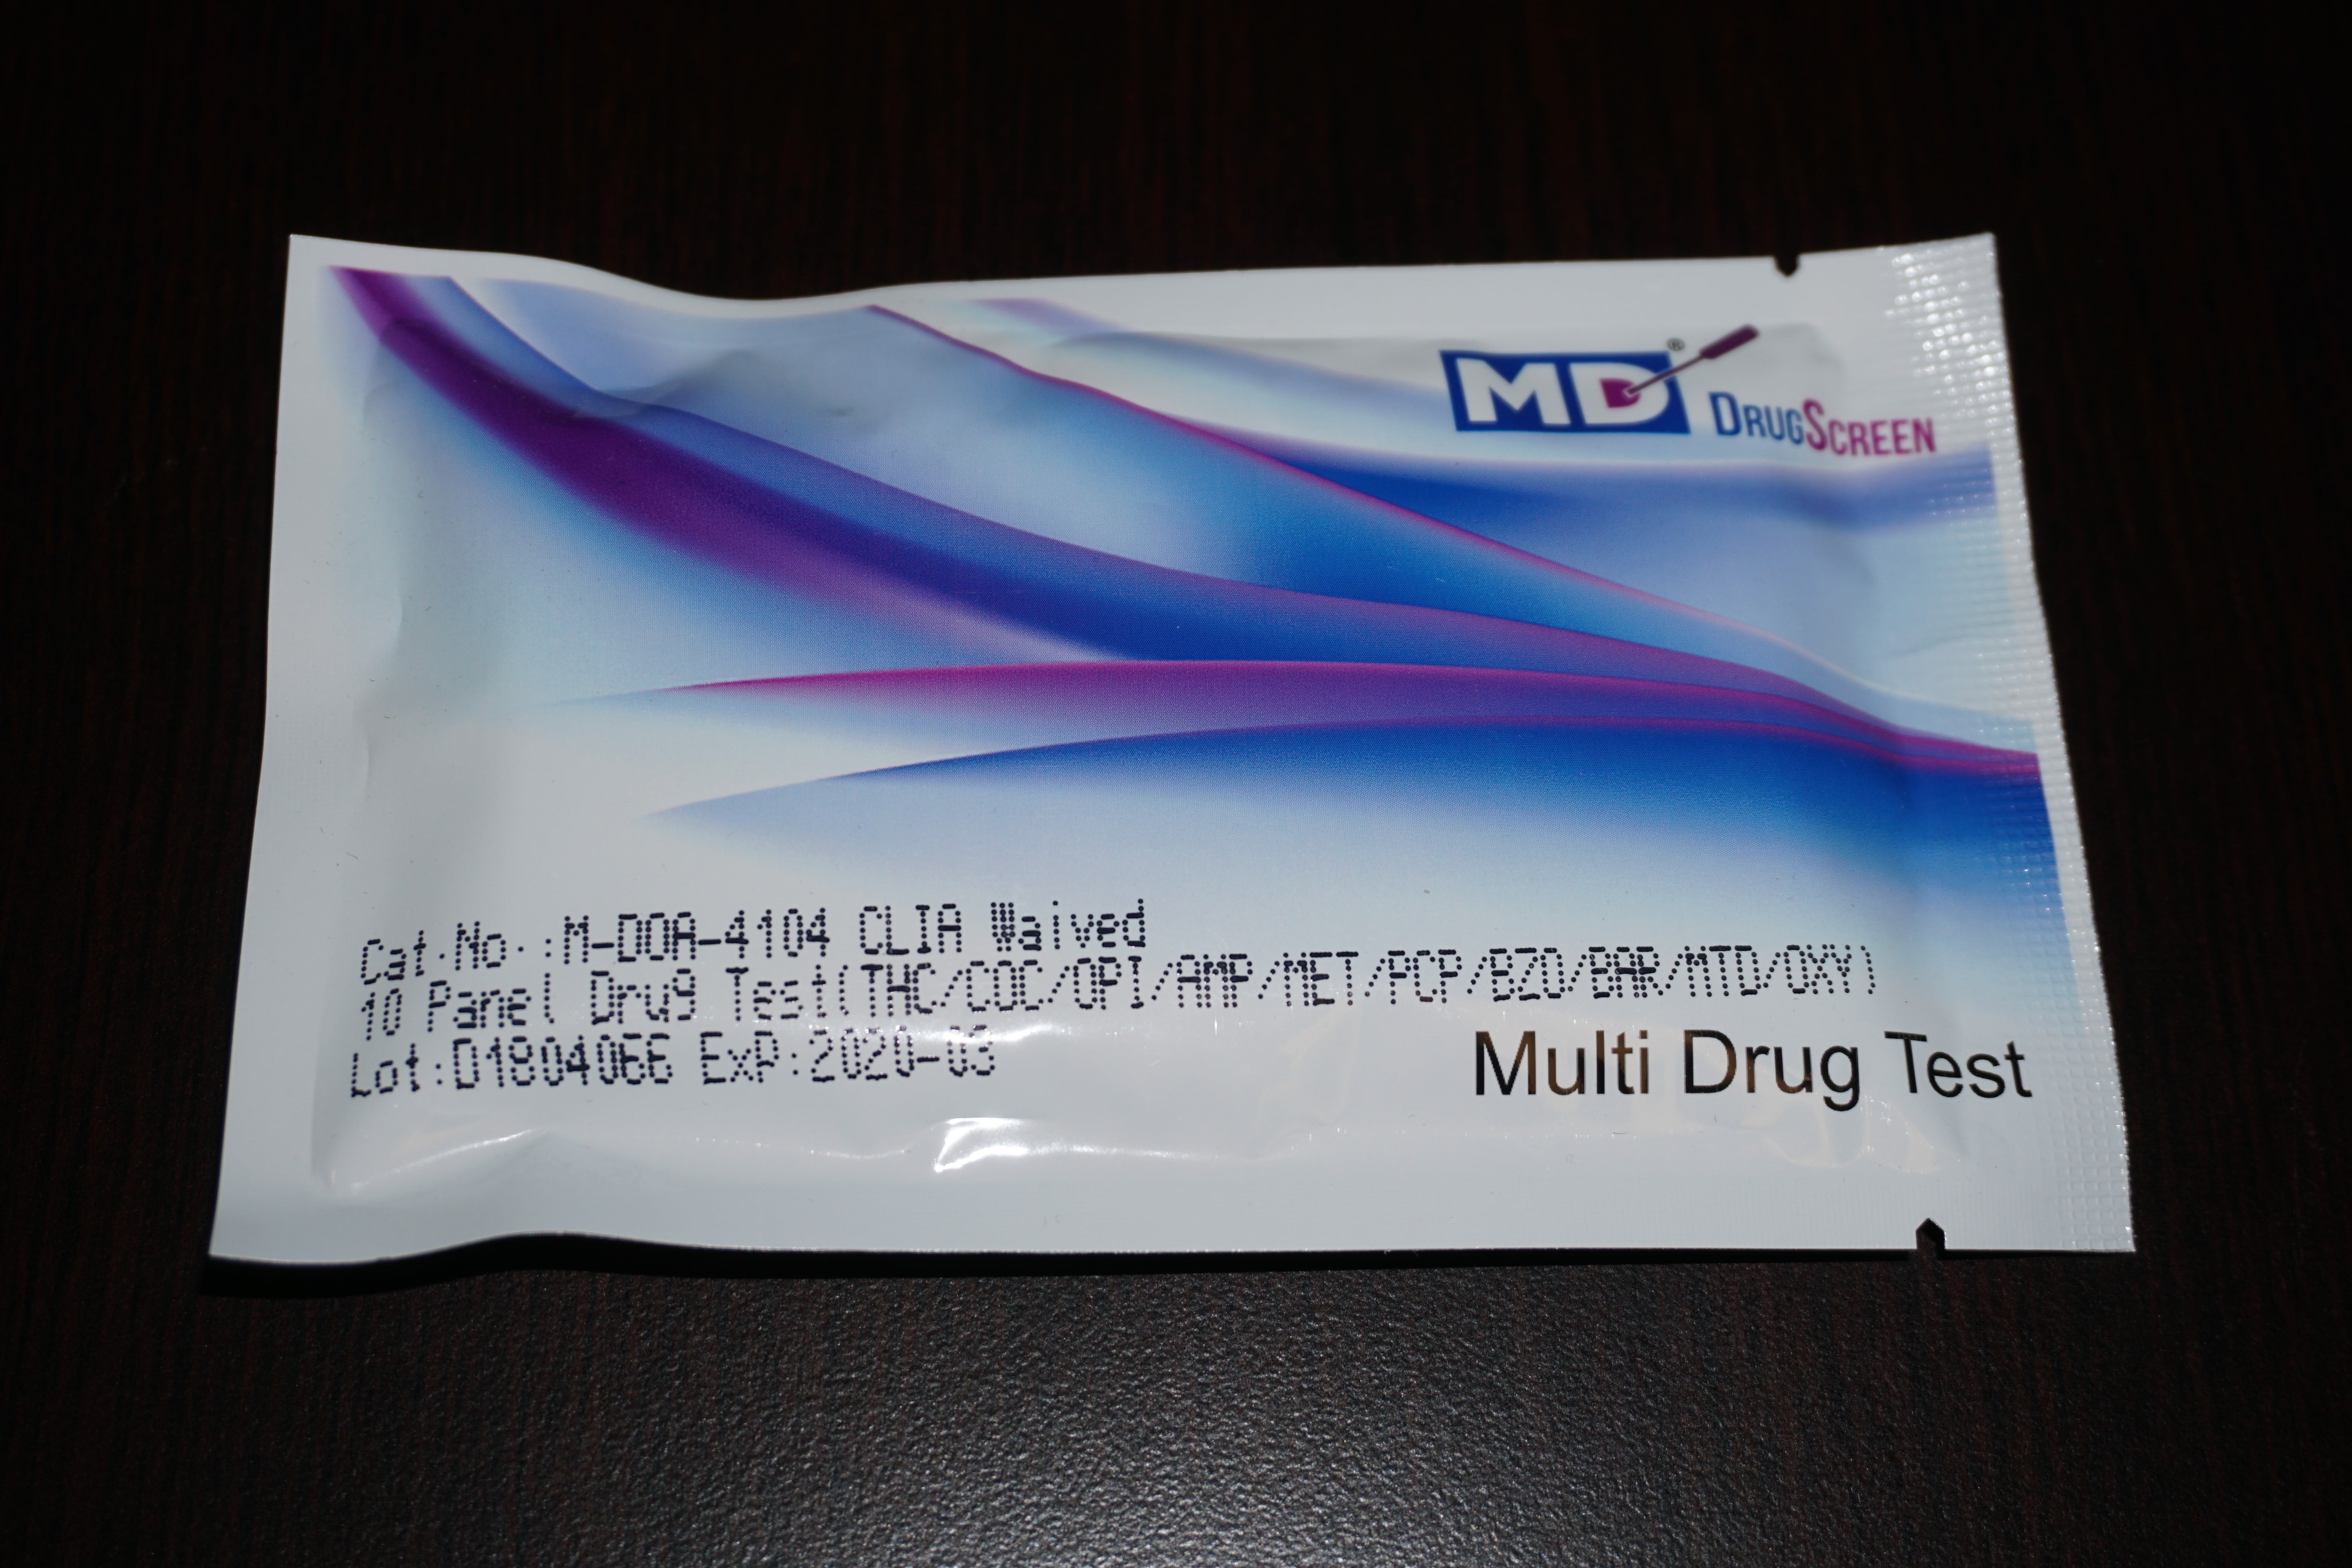 MD® DRUGSCREEN
Cat.No.:M-DOA-4104 CLIA Waived
10 Panel Drug Test(THC/COC/OPI/AMP/MET/PCP/BZO/BAR/MTD/OXY)
Lot:D1804066 Exp:2020-03
Multi Drug Test